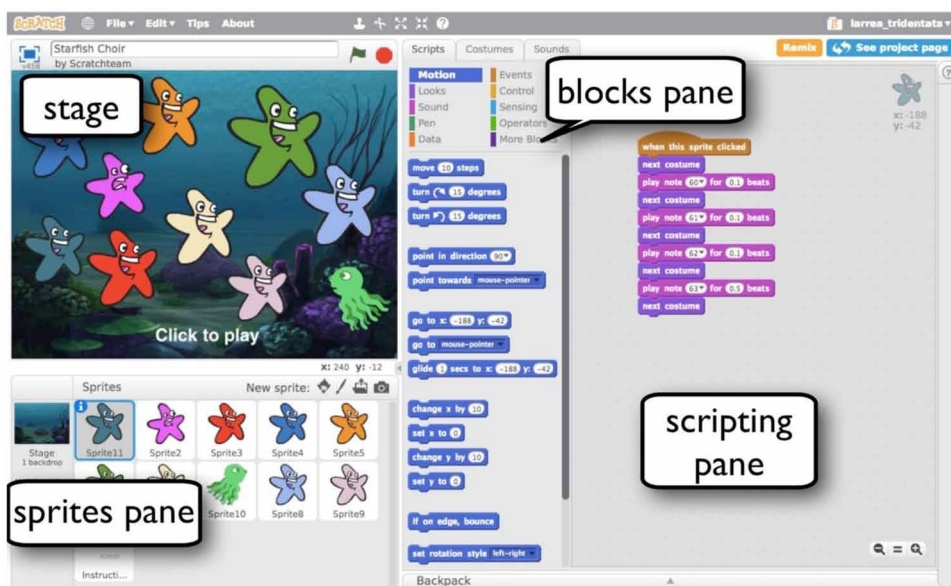 SCRATCH File Edit Tips About larrea_tridentata
v458 Starfish Choir
by Scratchteam
Scripts Costumes Sounds
Remix See project page
stage
Click to play
x: 240 y: -12
Motion Events
Looks Control
Sound Sensing
Pen Operators
Data More Blocks
blocks pane
move 10 steps
turn 15 degrees
turn 15 degrees
point in direction 90
point towards mouse-pointer
go to x: -188 y: -42
go to mouse-pointer
glide 1 secs to x: -188 y: -42
change x by 10
set x to 0
change y by 10
set y to 0
If on edge, bounce
set rotation style left-right
x: -188
y: -42
when this sprite clicked
next costume
play note 60 for 0.1 beats
next costume
play note 61 for 0.1 beats
next costume
play note 62 for 0.1 beats
next costume
play note 63 for 0.5 beats
next costume
scripting
pane
Sprites New sprite:
Stage
1 backdrop
Sprite11 Sprite2 Sprite3 Sprite4 Sprite5
Sprite10 Sprite8 Sprite9
sprites pane
Instructi...
Backpack